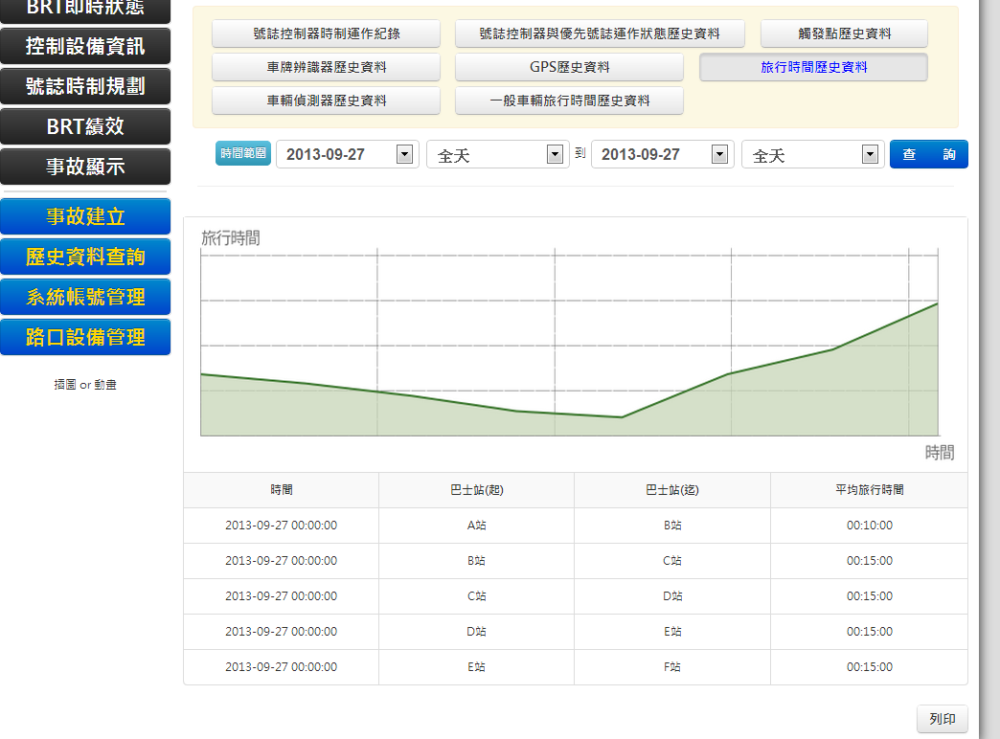 BRT即時狀態
控制設備資訊
號誌時制規劃
BRT績效
事故顯示
事故建立
歷史資料查詢
系統帳號管理
路口設備管理
插圖 or 動畫
號誌控制器時制運作紀錄 號誌控制器與優先號誌運作狀態歷史資料 觸發點歷史資料
車牌辨識器歷史資料 GPS歷史資料 旅行時間歷史資料
車輛偵測器歷史資料 一般車輛旅行時間歷史資料
時間範圍 2013-09-27 全天 到 2013-09-27 全天 查 詢
旅行時間
時間
時間 巴士站(起) 巴士站(迄) 平均旅行時間
2013-09-27 00:00:00 A站 B站 00:10:00
2013-09-27 00:00:00 B站 C站 00:15:00
2013-09-27 00:00:00 C站 D站 00:15:00
2013-09-27 00:00:00 D站 E站 00:15:00
2013-09-27 00:00:00 E站 F站 00:15:00
列印